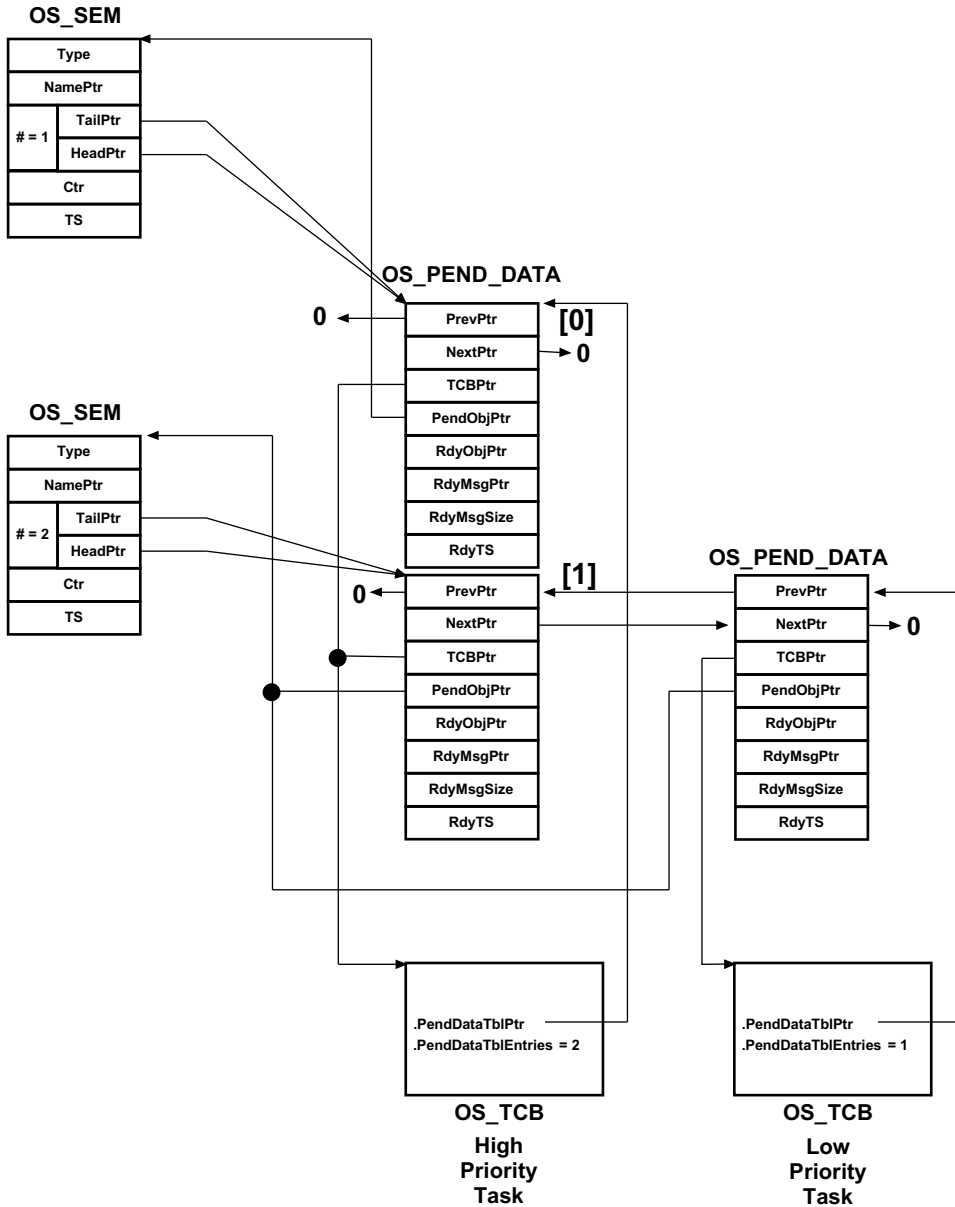 OS_SEM
Type
NamePtr
# = 1
TailPtr
HeadPtr
Ctr
TS
OS_PEND_DATA
0
PrevPtr
[0]
NextPtr
0
TCBPtr
PendObjPtr
RdyObjPtr
RdyMsgPtr
RdyMsgSize
RdyTS
OS_SEM
Type
NamePtr
# = 2
TailPtr
HeadPtr
Ctr
TS
0
PrevPtr
[1]
NextPtr
TCBPtr
PendObjPtr
RdyObjPtr
RdyMsgPtr
RdyMsgSize
RdyTS
OS_PEND_DATA
PrevPtr
NextPtr
0
TCBPtr
PendObjPtr
RdyObjPtr
RdyMsgPtr
RdyMsgSize
RdyTS
.PendDataTblPtr
.PendDataTblEntries = 2
OS_TCB
High
Priority
Task
.PendDataTblPtr
.PendDataTblEntries = 1
OS_TCB
Low
Priority
Task